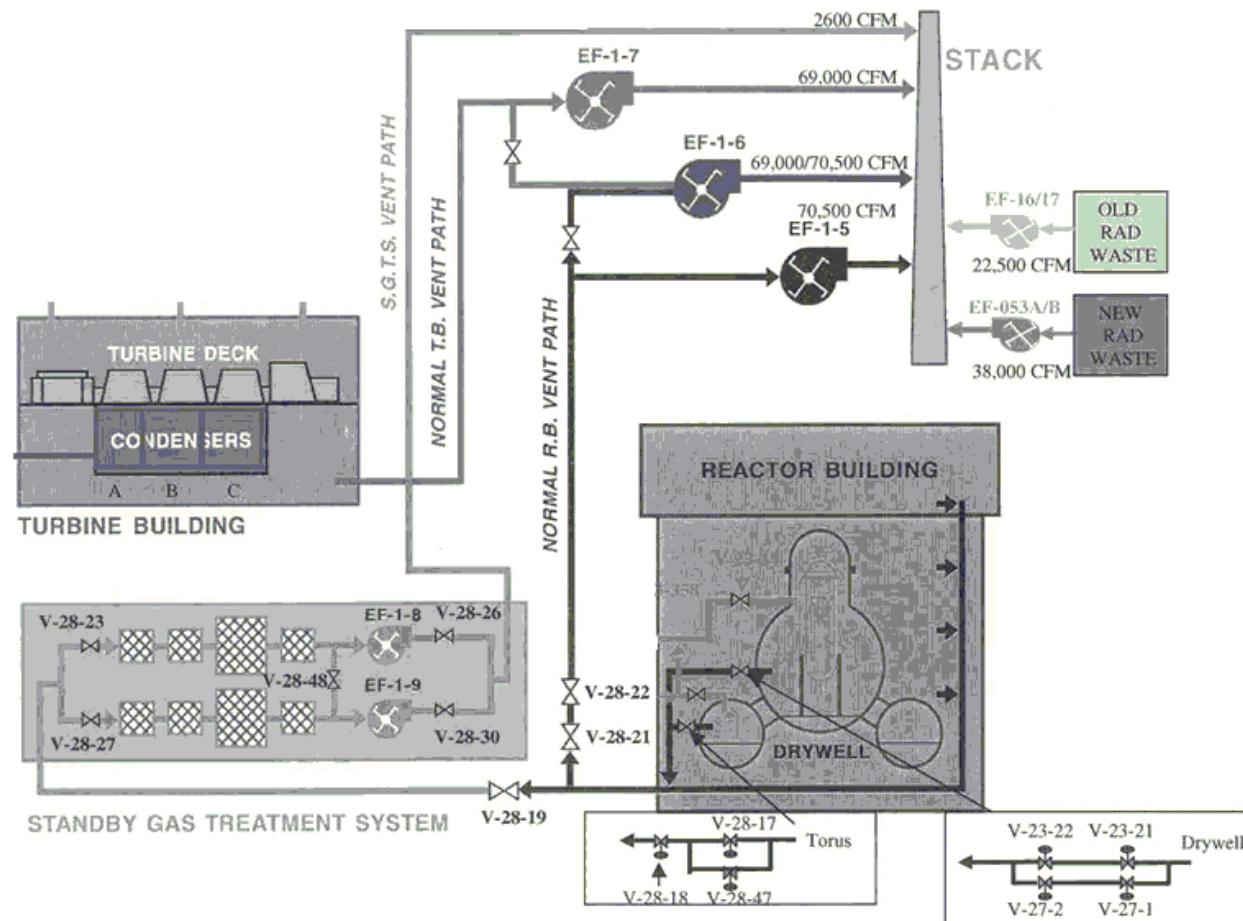 2600 CFM
EF-1-7
69,000 CFM
STACK
EF-1-6
69,000/70,500 CFM
70,500 CFM
EF-1-5
EF-16/17
22,500 CFM
OLD
RAD
WASTE
EF-053A/B
38,000 CFM
NEW
RAD
WASTE
S.G.T.S. VENT PATH
NORMAL T.B. VENT PATH
NORMAL R.B. VENT PATH
TURBINE DECK
CONDENSERS
A B C
TURBINE BUILDING
REACTOR BUILDING
DRYWELL
V-28-23
EF-1-8
V-28-26
V-28-48
EF-1-9
V-28-27
V-28-30
V-28-22
V-28-21
V-28-19
STANDBY GAS TREATMENT SYSTEM
V-28-17
Torus
V-28-18
V-28-47
V-23-22
V-23-21
Drywell
V-27-2
V-27-1